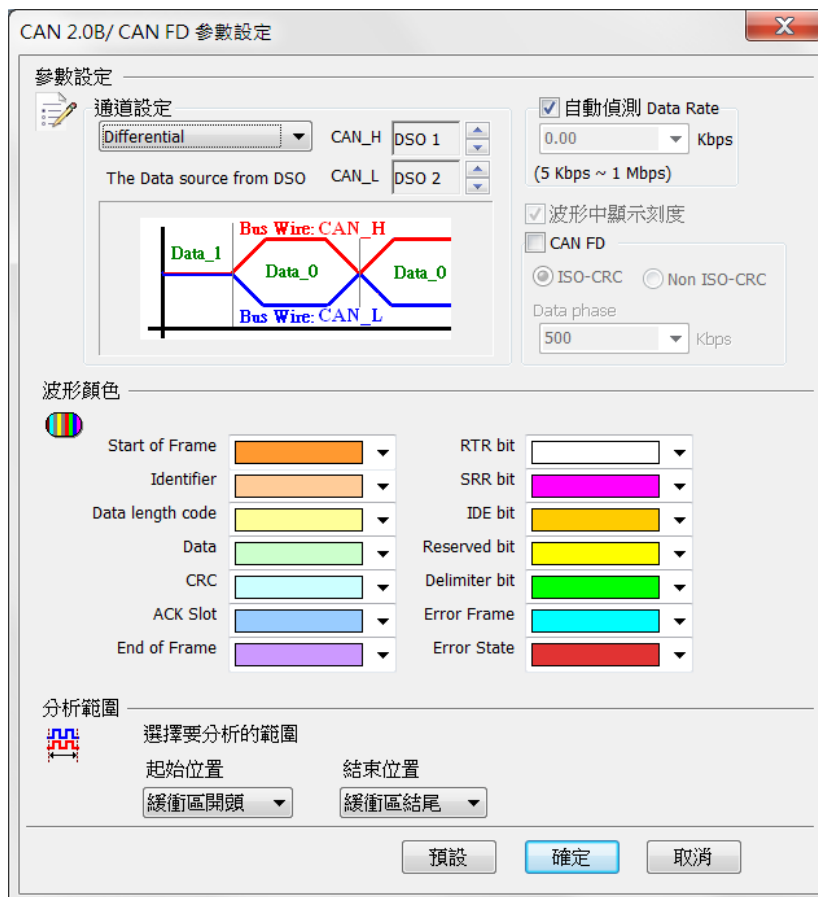 CAN 2.0B/ CAN FD 參數設定
參數設定
通道設定
Differential
CAN_H
DSO 1
The Data source from DSO
CAN_L
DSO 2
Bus Wire: CAN_H
Data_1
Data_0
Data_0
Bus Wire: CAN_L
自動偵測 Data Rate
0.00
Kbps
(5 Kbps ~ 1 Mbps)
波形中顯示刻度
CAN FD
ISO-CRC
Non ISO-CRC
Data phase
500
Kbps
波形顏色
Start of Frame
RTR bit
Identifier
SRR bit
Data length code
IDE bit
Data
Reserved bit
CRC
Delimiter bit
ACK Slot
Error Frame
End of Frame
Error State
分析範圍
選擇要分析的範圍
起始位置
結束位置
緩衝區開頭
緩衝區結尾
預設
確定
取消